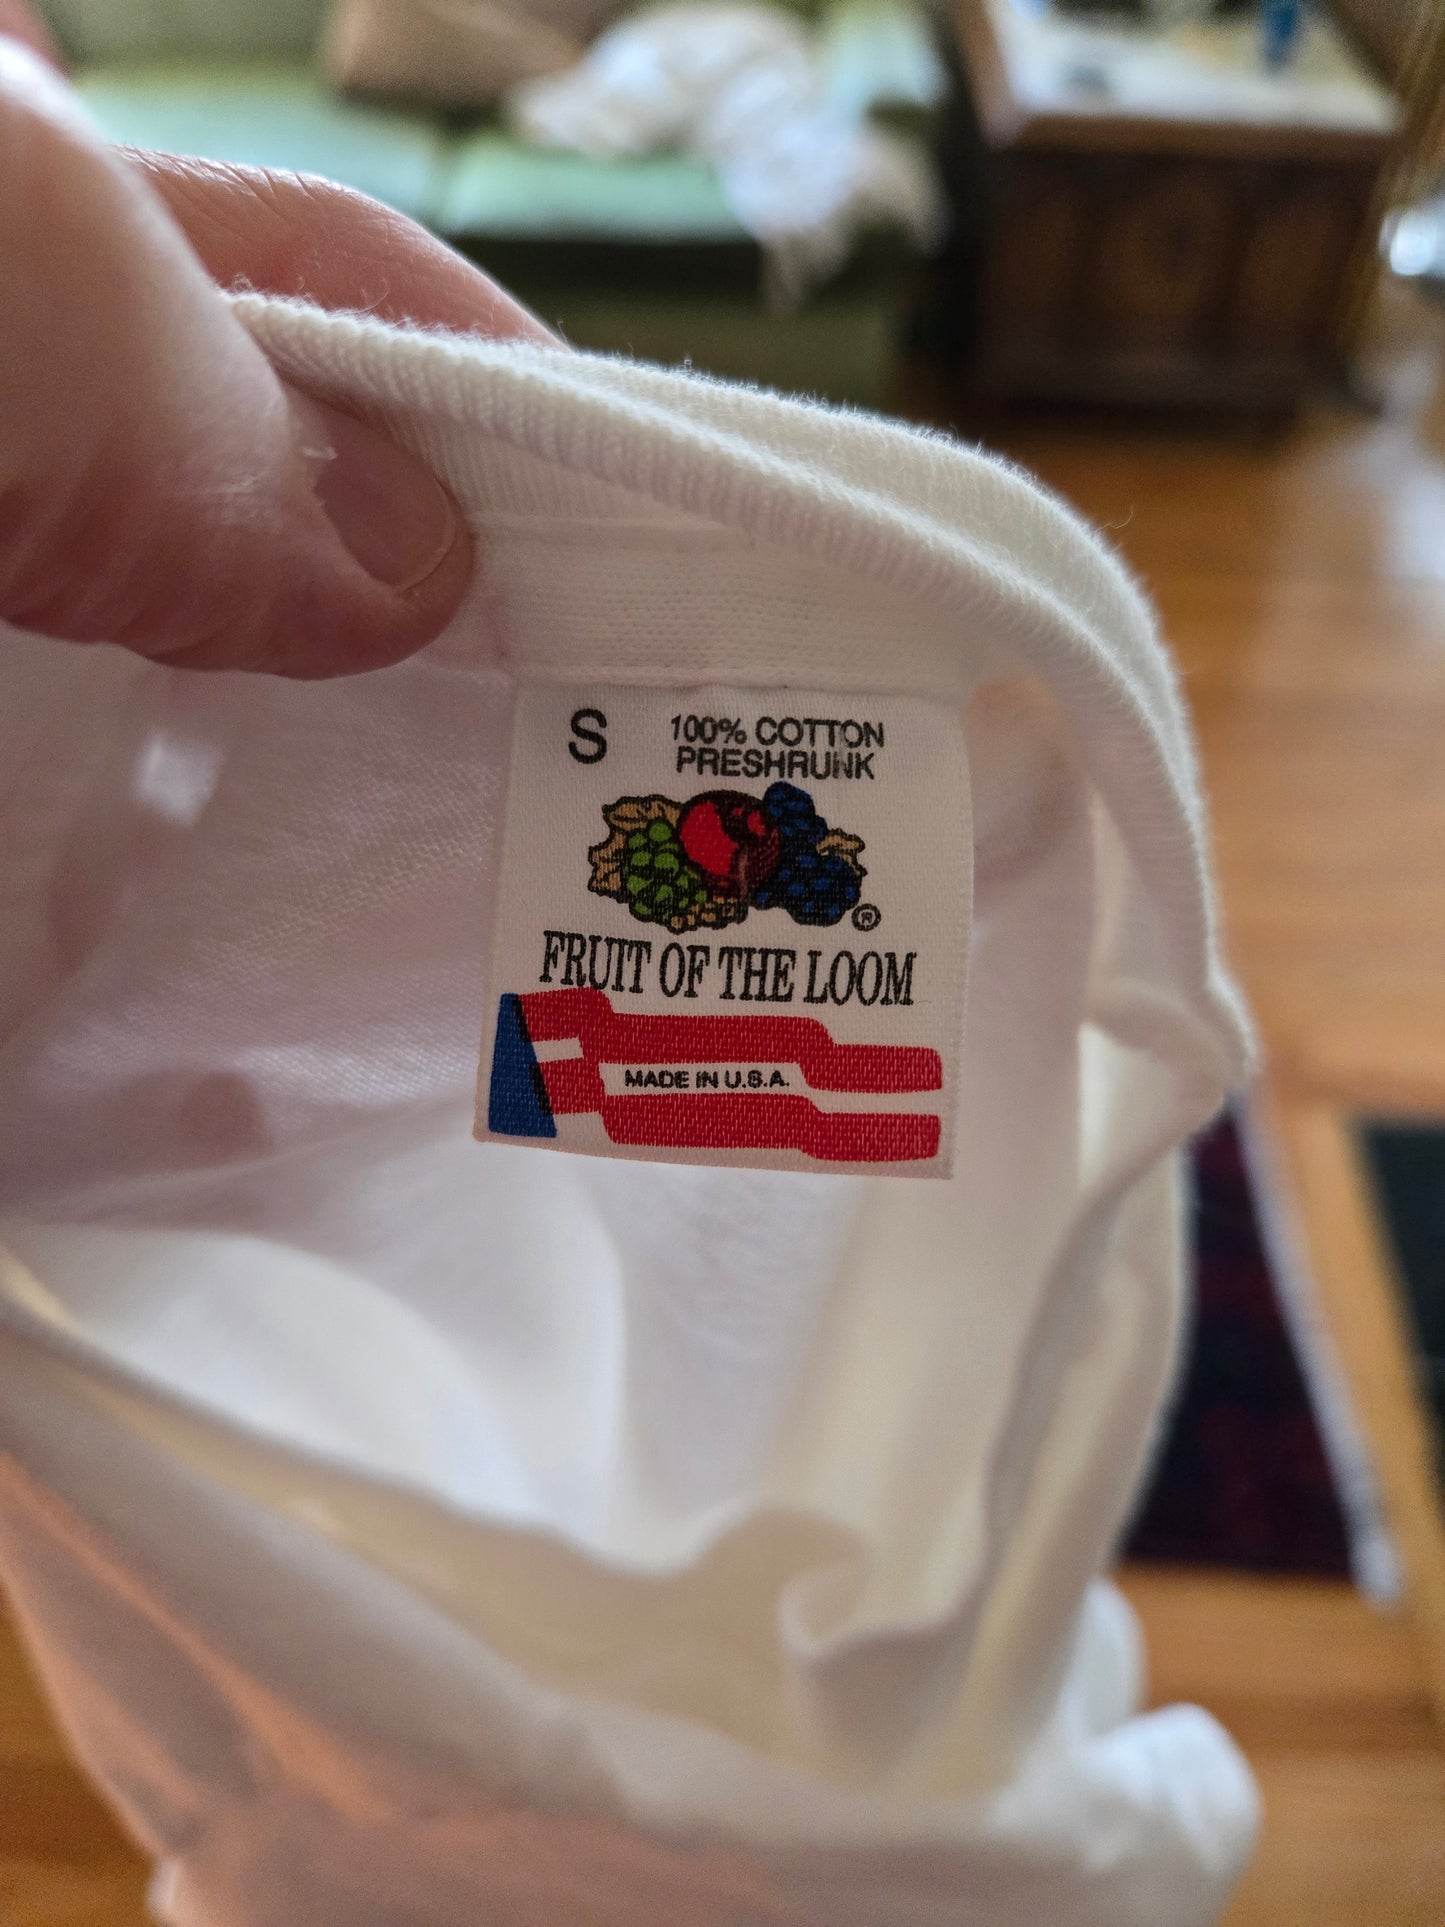 S
100% COTTON
PRESHRUNK
®
FRUIT OF THE LOOM
MADE IN U.S.A.